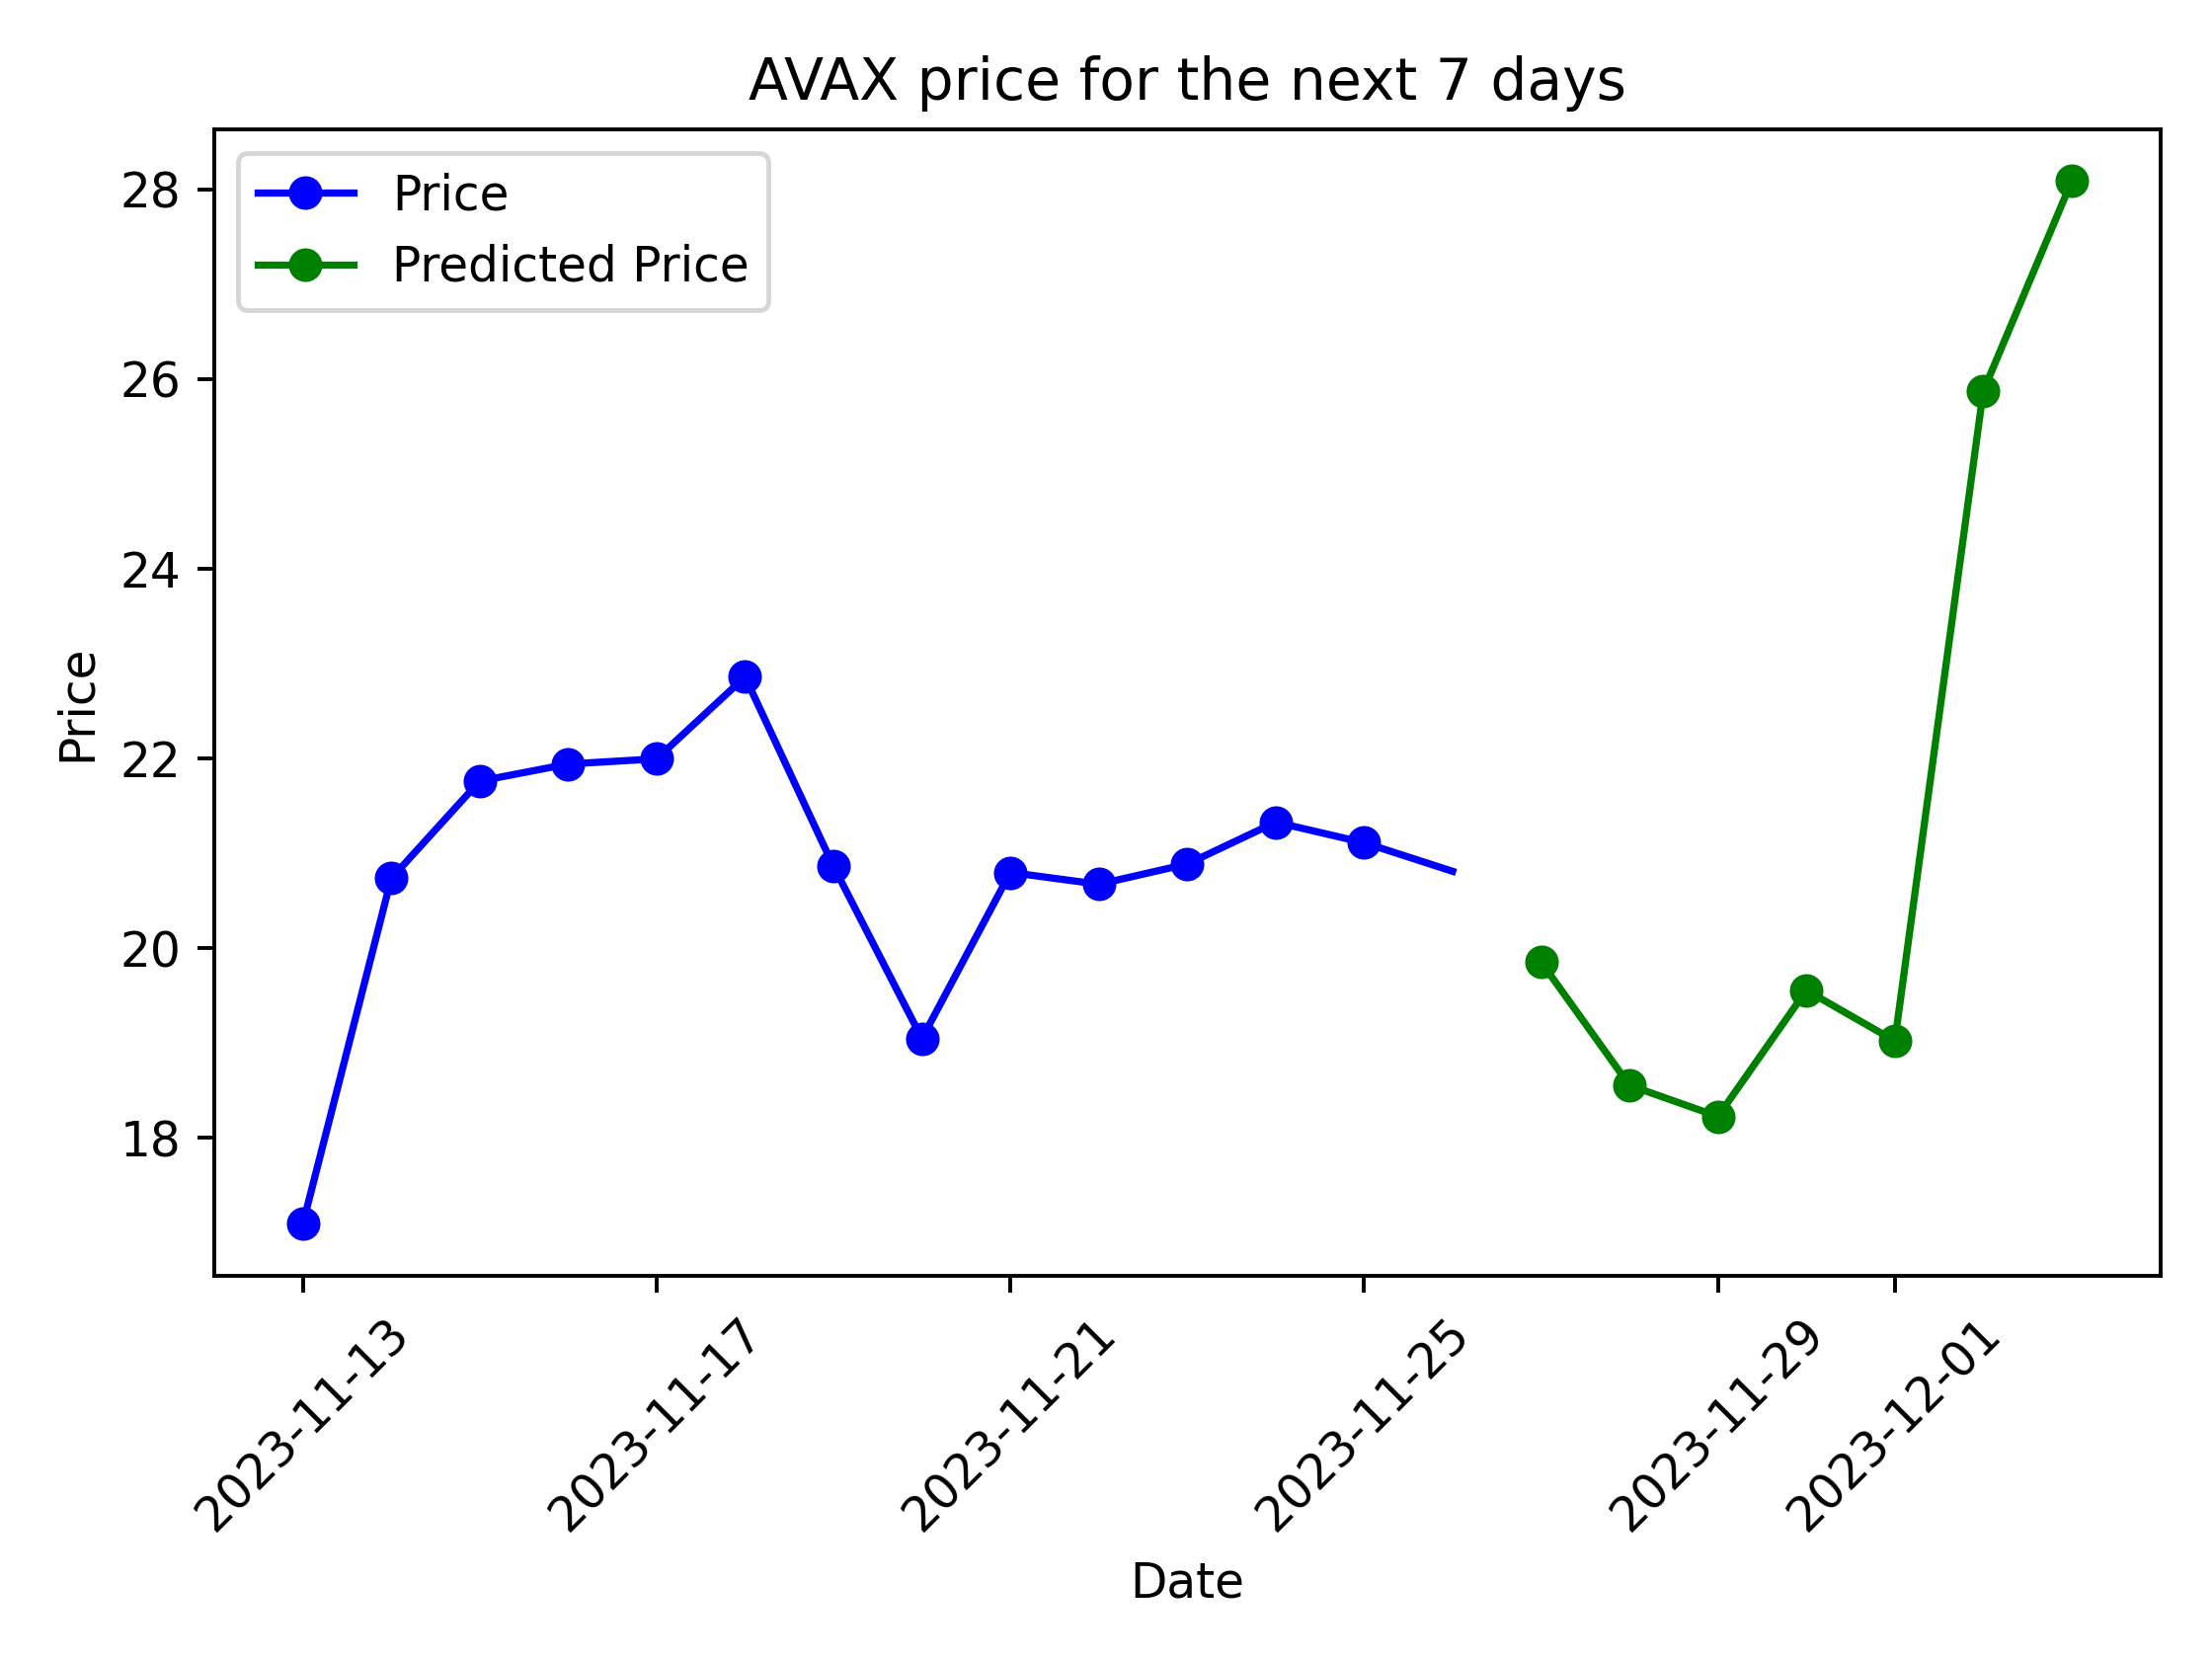 AVAX price for the next 7 days
Price
Predicted Price
28
26
24
22
20
18
Price
2023-11-13
2023-11-17
2023-11-21
2023-11-25
2023-11-29
2023-12-01
Date